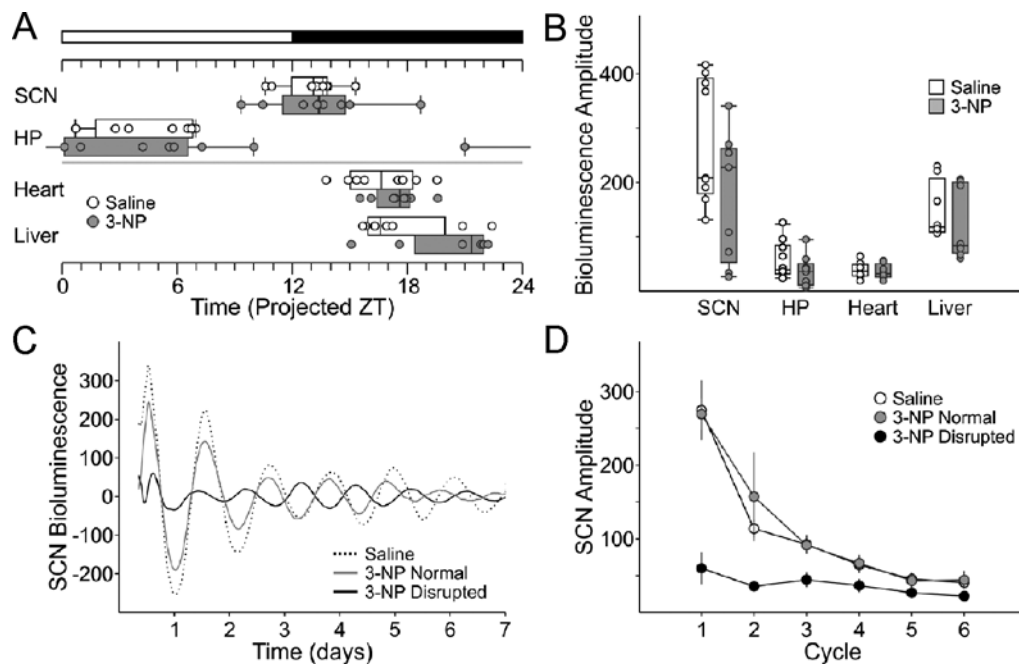 A
SCN
HP
Heart
Saline
3-NP
Liver
0 6 12 18 24
Time (Projected ZT)
B
Bioluminescence Amplitude
400
200
Saline
3-NP
SCN HP Heart Liver
C
SCN Bioluminescence
300
200
100
0
-100
-200
Saline
3-NP Normal
3-NP Disrupted
1 2 3 4 5 6 7
Time (days)
D
SCN Amplitude
300
200
100
Saline
3-NP Normal
3-NP Disrupted
1 2 3 4 5 6
Cycle